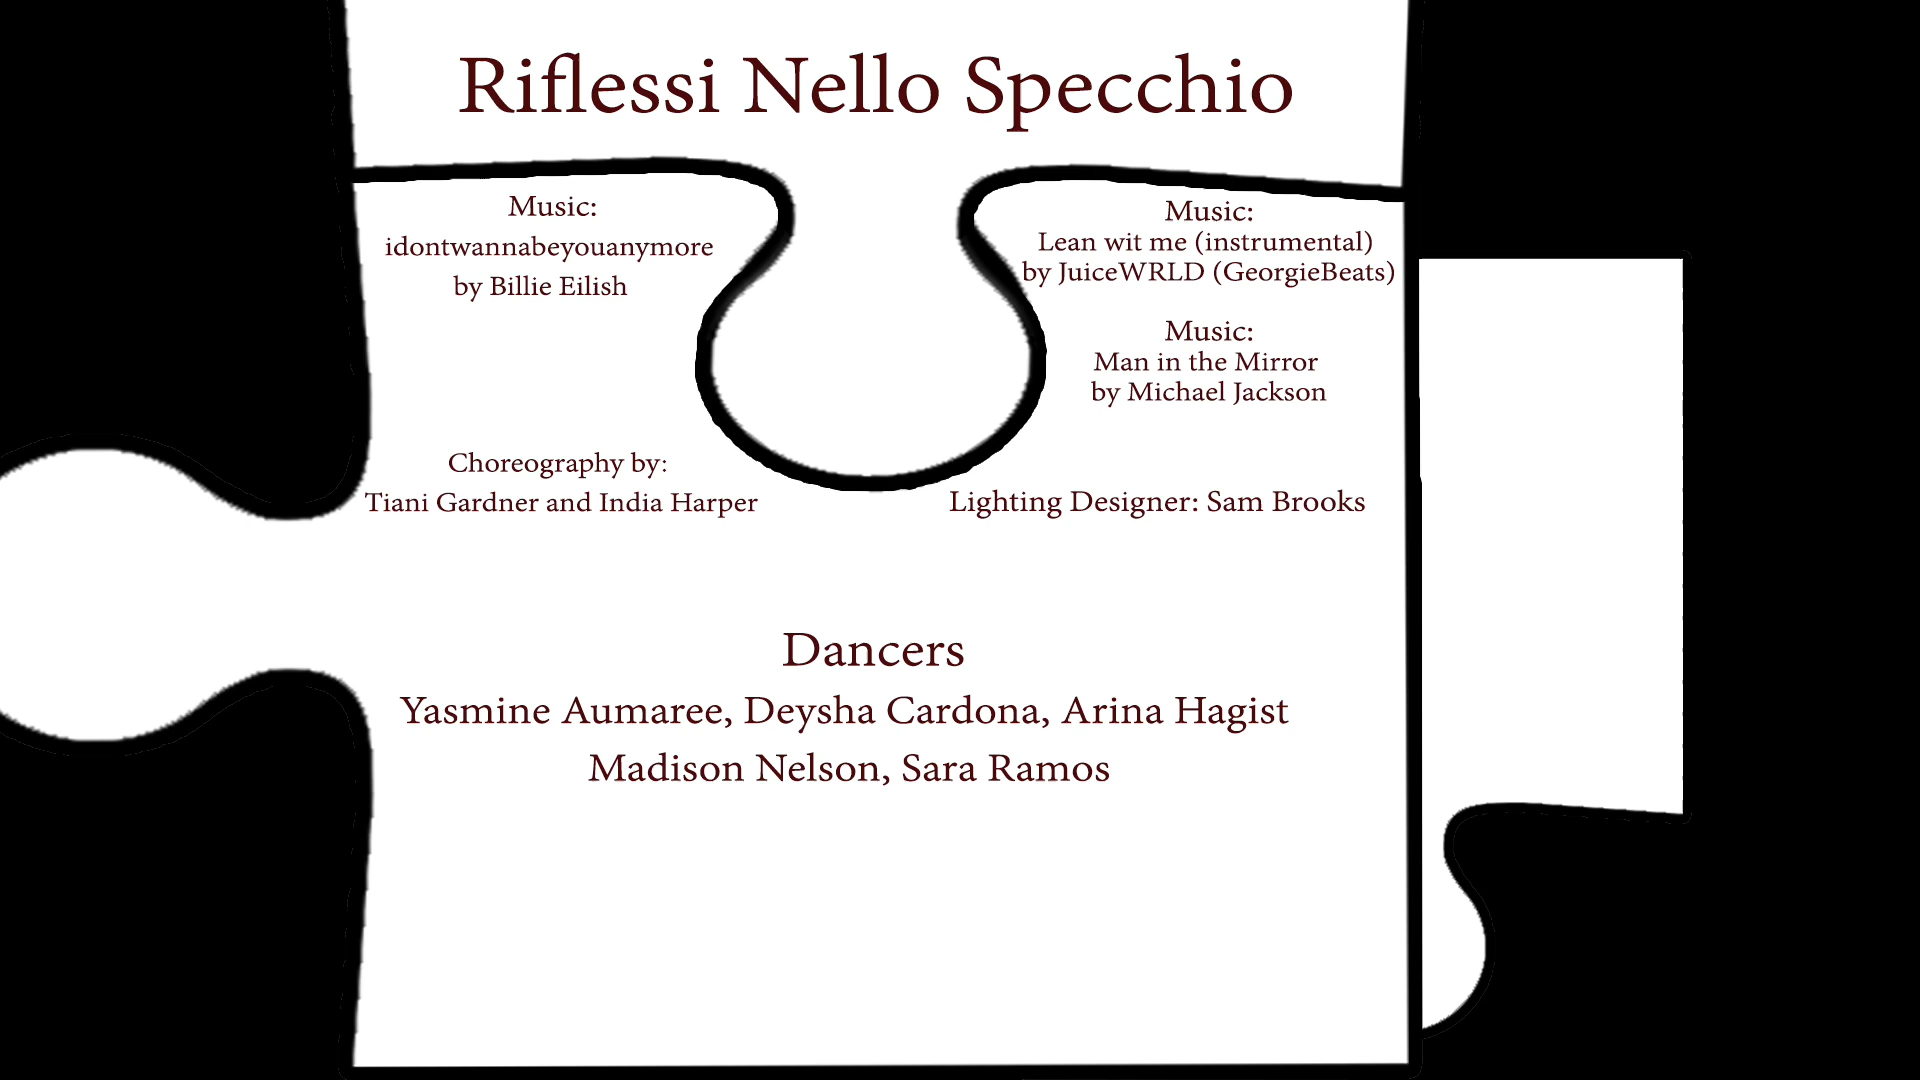 Riflessi Nello Specchio
Music:
idontwannabeyouanymore
by Billie Eilish
Music:
Lean wit me (instrumental)
by JuiceWRLD (GeorgieBeats)
Music:
Man in the Mirror
by Michael Jackson
Choreography by:
Tiani Gardner and India Harper
Lighting Designer: Sam Brooks
Dancers
Yasmine Aumaree, Deysha Cardona, Arina Hagist
Madison Nelson, Sara Ramos